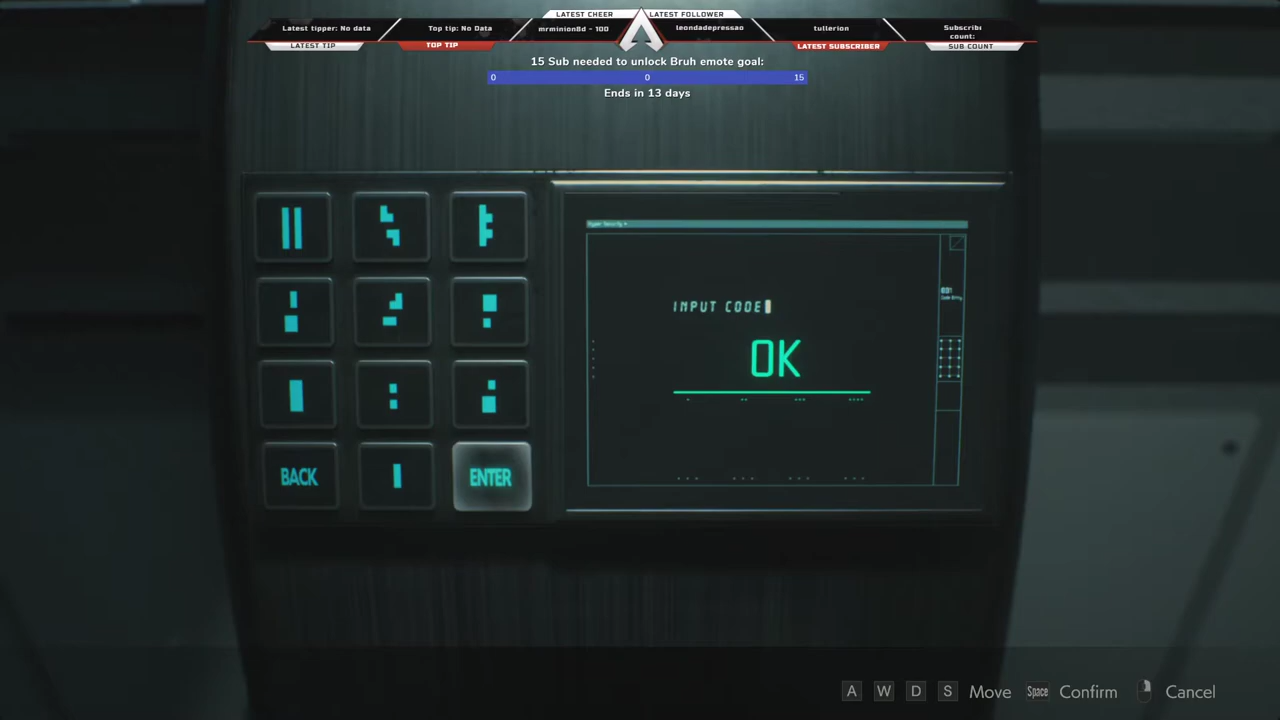 LATEST CHEER
LATEST FOLLOWER
Latest tipper: No data
Top tip: No Data
mrminion8d - 100
leondadepressao
tullerion
Subscribe
count:
LATEST TIP
TOP TIP
LATEST SUBSCRIBER
SUB COUNT
15 Sub needed to unlock Bruh emote goal:
0
0
15
Ends in 13 days
INPUT CODE
OK
BACK
ENTER
A W D S Move Space Confirm Cancel